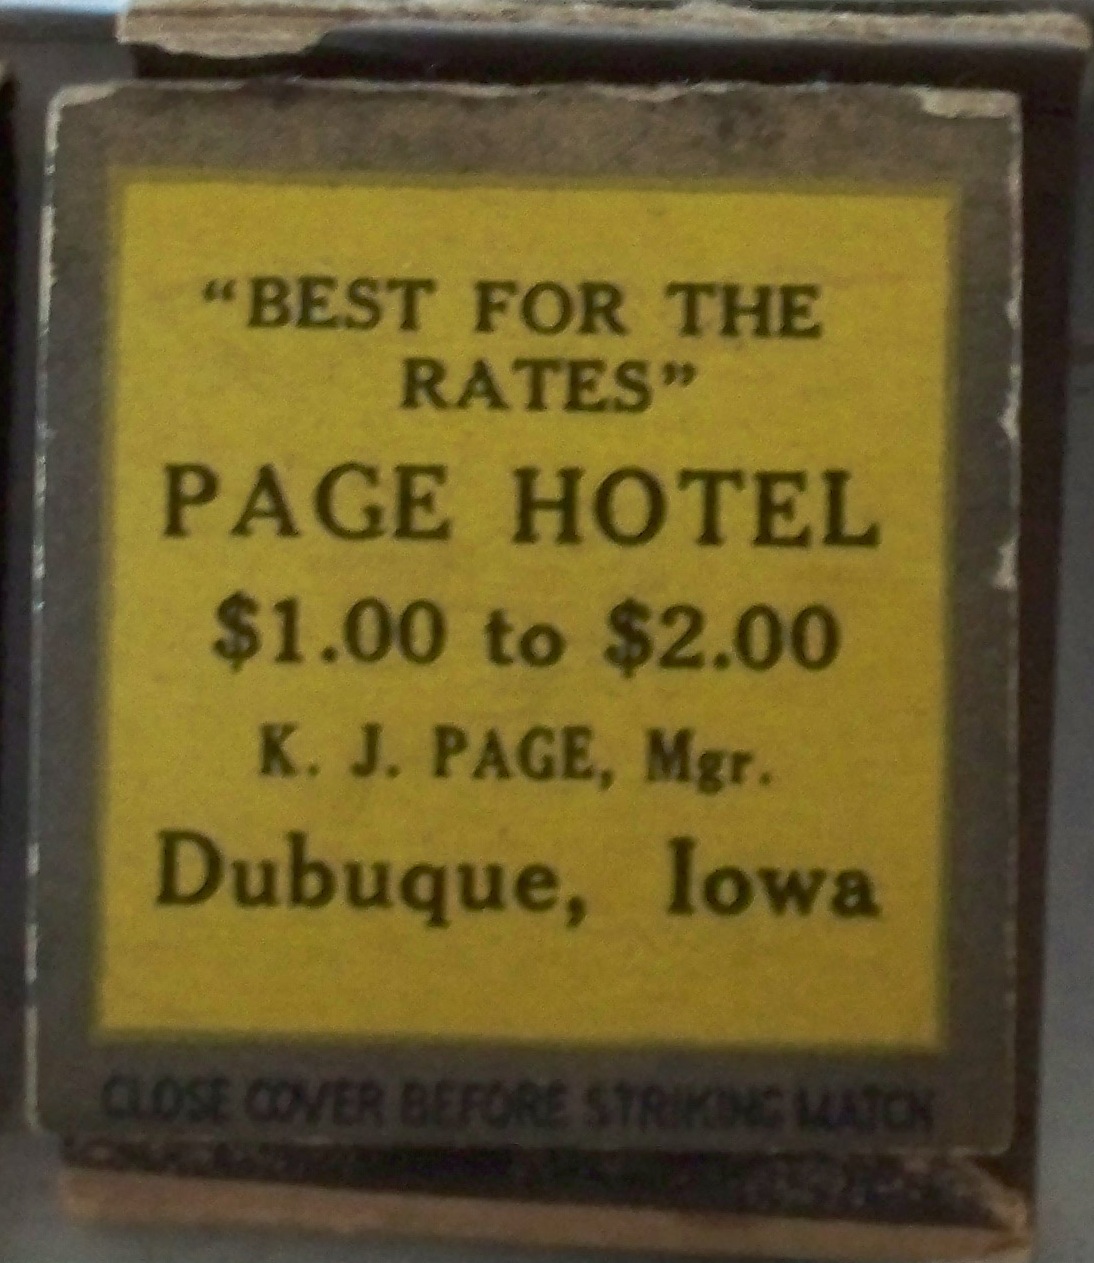 “BEST FOR THE
RATES”
PAGE HOTEL
$1.00 to $2.00
K. J. PAGE, Mgr.
Dubuque, Iowa
CLOSE COVER BEFORE STRIKING MATCH